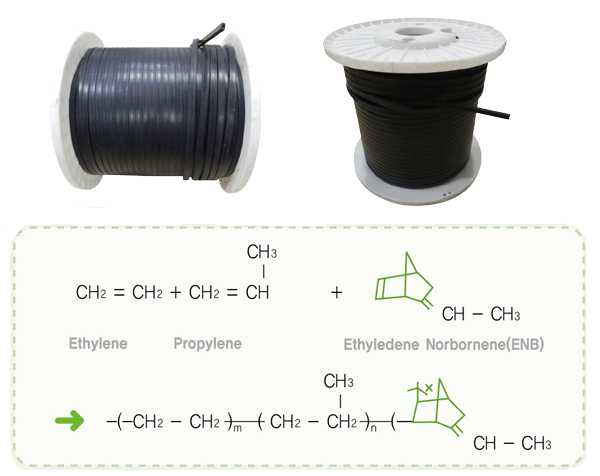 CH3
CH2 = CH2 + CH2 = CH +
CH – CH3
Ethylene Propylene Ethyledene Norbornene(ENB)
CH3
–(–CH2 – CH2–)m–(–CH2 – CH2–)n–(– x
CH – CH3